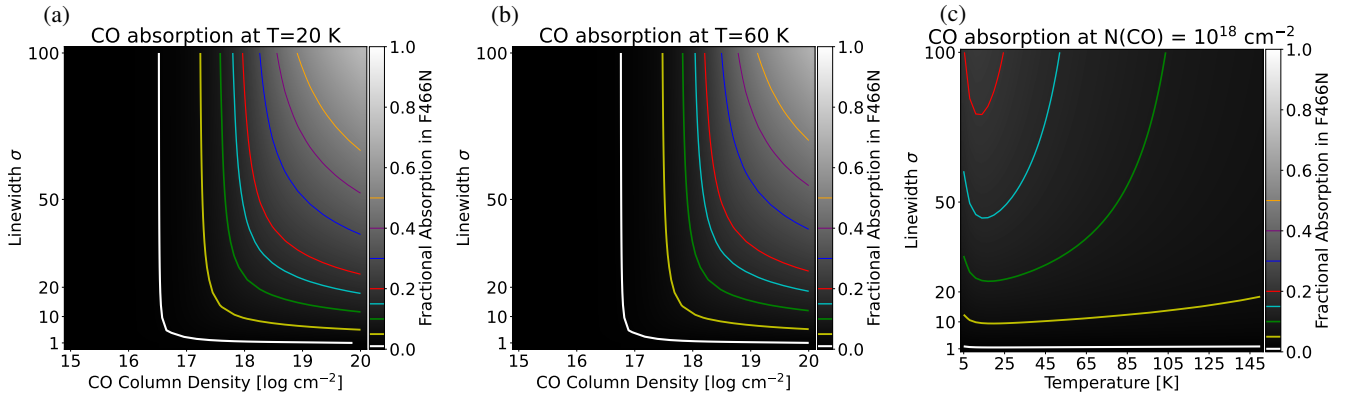 (a)
CO absorption at T=20 K
100
50
20
10
1
Linewidth σ
15 16 17 18 19 20
CO Column Density [log cm⁻²]
1.0
0.8
0.6
0.4
0.2
0.0
Fractional Absorption in F466N
(b)
CO absorption at T=60 K
100
50
20
10
1
Linewidth σ
15 16 17 18 19 20
CO Column Density [log cm⁻²]
1.0
0.8
0.6
0.4
0.2
0.0
Fractional Absorption in F466N
(c)
CO absorption at N(CO) = 10¹⁸ cm⁻²
100
50
20
10
1
Linewidth σ
5 25 45 65 85 105 125 145
Temperature [K]
1.0
0.8
0.6
0.4
0.2
0.0
Fractional Absorption in F466N